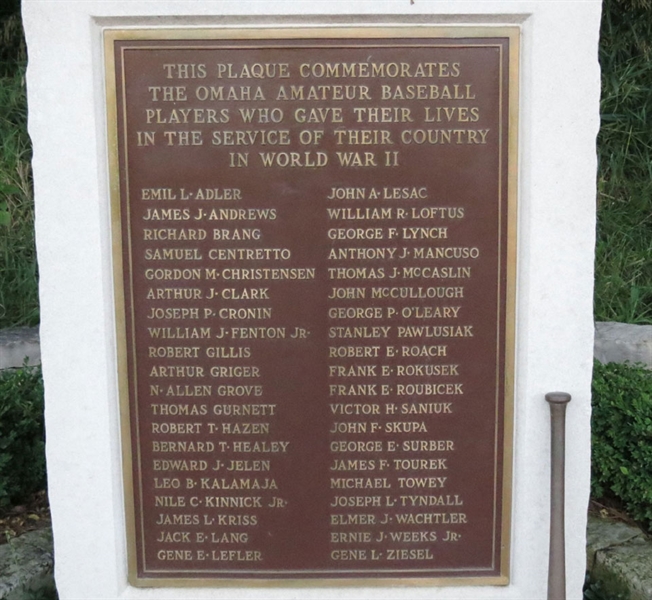 THIS PLAQUE COMMEMORATES
THE OMAHA AMATEUR BASEBALL
PLAYERS WHO GAVE THEIR LIVES
IN THE SERVICE OF THEIR COUNTRY
IN WORLD WAR II
EMIL L· ADLER
JAMES J· ANDREWS
RICHARD BRANG
SAMUEL CENTRETTO
GORDON M· CHRISTENSEN
ARTHUR J· CLARK
JOSEPH P· CRONIN
WILLIAM J· FENTON JR·
ROBERT GILLIS
ARTHUR GRIGER
N· ALLEN GROVE
THOMAS GURNETT
ROBERT T· HAZEN
BERNARD T· HEALEY
EDWARD J· JELEN
LEO B· KALAMAJA
NILE C· KINNICK JR·
JAMES L· KRISS
JACK E· LANG
GENE E· LEFLER
JOHN A· LESAC
WILLIAM R· LOFTUS
GEORGE F· LYNCH
ANTHONY J· MANCUSO
THOMAS J· McCASLIN
JOHN McCULLOUGH
GEORGE P· O'LEARY
STANLEY PAWLUSIAK
ROBERT E· ROACH
FRANK E· ROKUSEK
FRANK E· ROUBICEK
VICTOR H· SANIUK
JOHN F· SKUPA
GEORGE E· SURBER
JAMES F· TOUREK
MICHAEL TOWEY
JOSEPH L· TYNDALL
ELMER J· WACHTLER
ERNIE J· WEEKS JR·
GENE L· ZIESEL